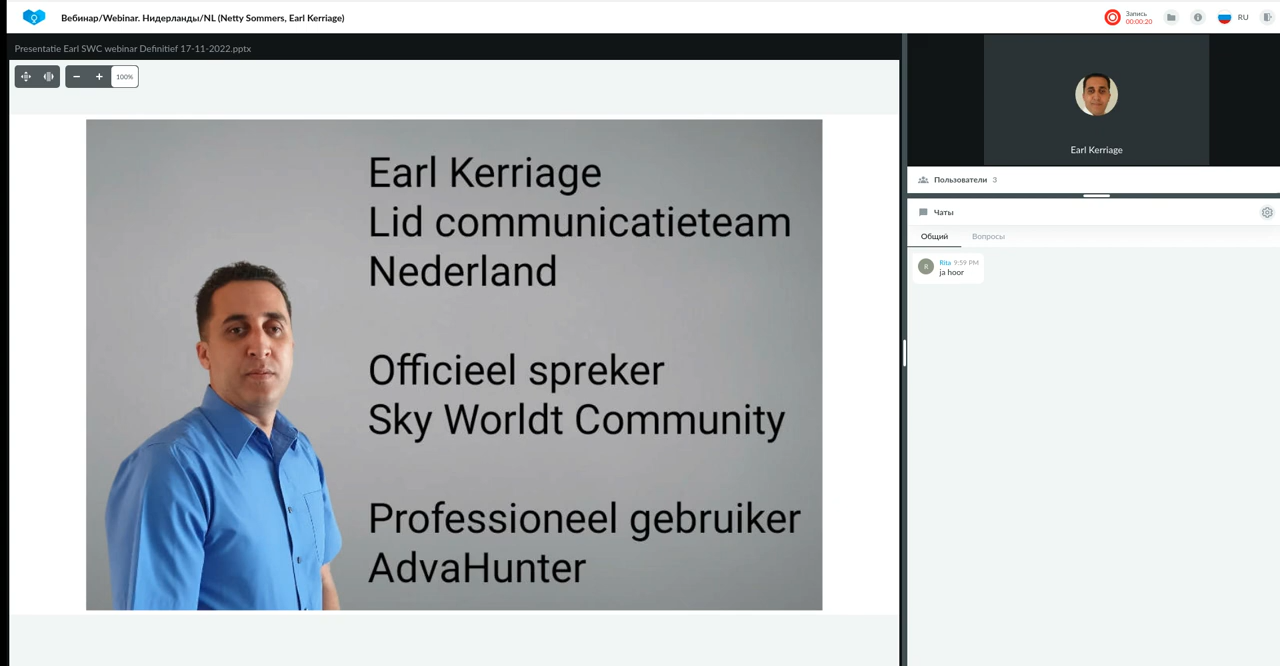 Вебинар/Webinar. Нидерланды/NL (Netty Sommers, Earl Kerriage)
Запись
00:00:20
RU
Presentatie Earl SWC webinar Definitief 17-11-2022.pptx
100%
Earl Kerriage
Lid communicatieteam
Nederland
Officieel spreker
Sky Worldt Community
Professioneel gebruiker
AdvaHunter
Earl Kerriage
Пользователи 3
Чаты
Общий Вопросы
R
Rita 9:59 PM
ja hoor